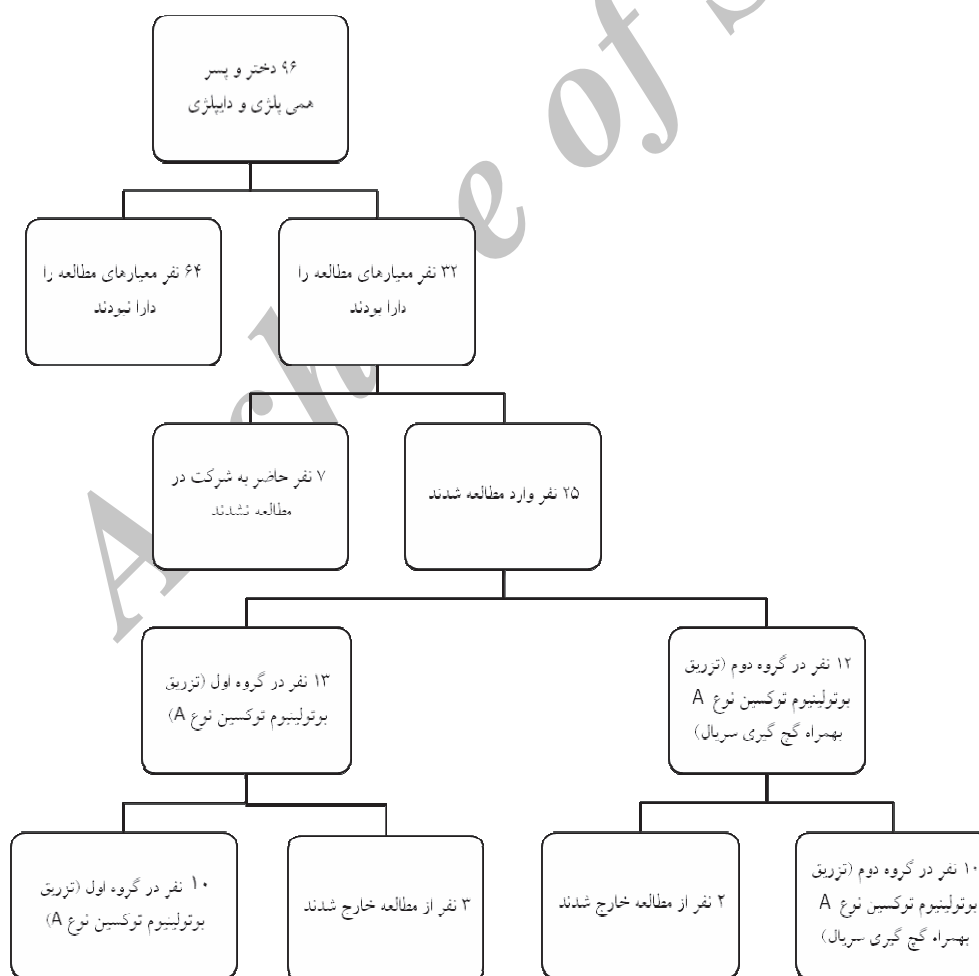 ۹۶ دختر و پسر
همی پلژی و دایپلژی
۳۲ نفر معیارهای مطالعه را
دارا بودند
۶۴ نفر معیارهای مطالعه را
دارا نبودند
۲۵ نفر وارد مطالعه شدند
۷ نفر حاضر به شرکت در
مطالعه نشدند
۱۲ نفر در گروه دوم (تزریق
بوتولینیوم توکسین نوع A
بهمراه گچ گیری سریال)
۱۳ نفر در گروه اول (تزریق
بوتولینیوم توکسین نوع A)
۱۰ نفر در گروه دوم (تزریق
بوتولینیوم توکسین نوع A
بهمراه گچ گیری سریال)
۲ نفر از مطالعه خارج شدند
۳ نفر از مطالعه خارج شدند
۱۰ نفر در گروه اول (تزریق
بوتولینیوم توکسین نوع A)
of